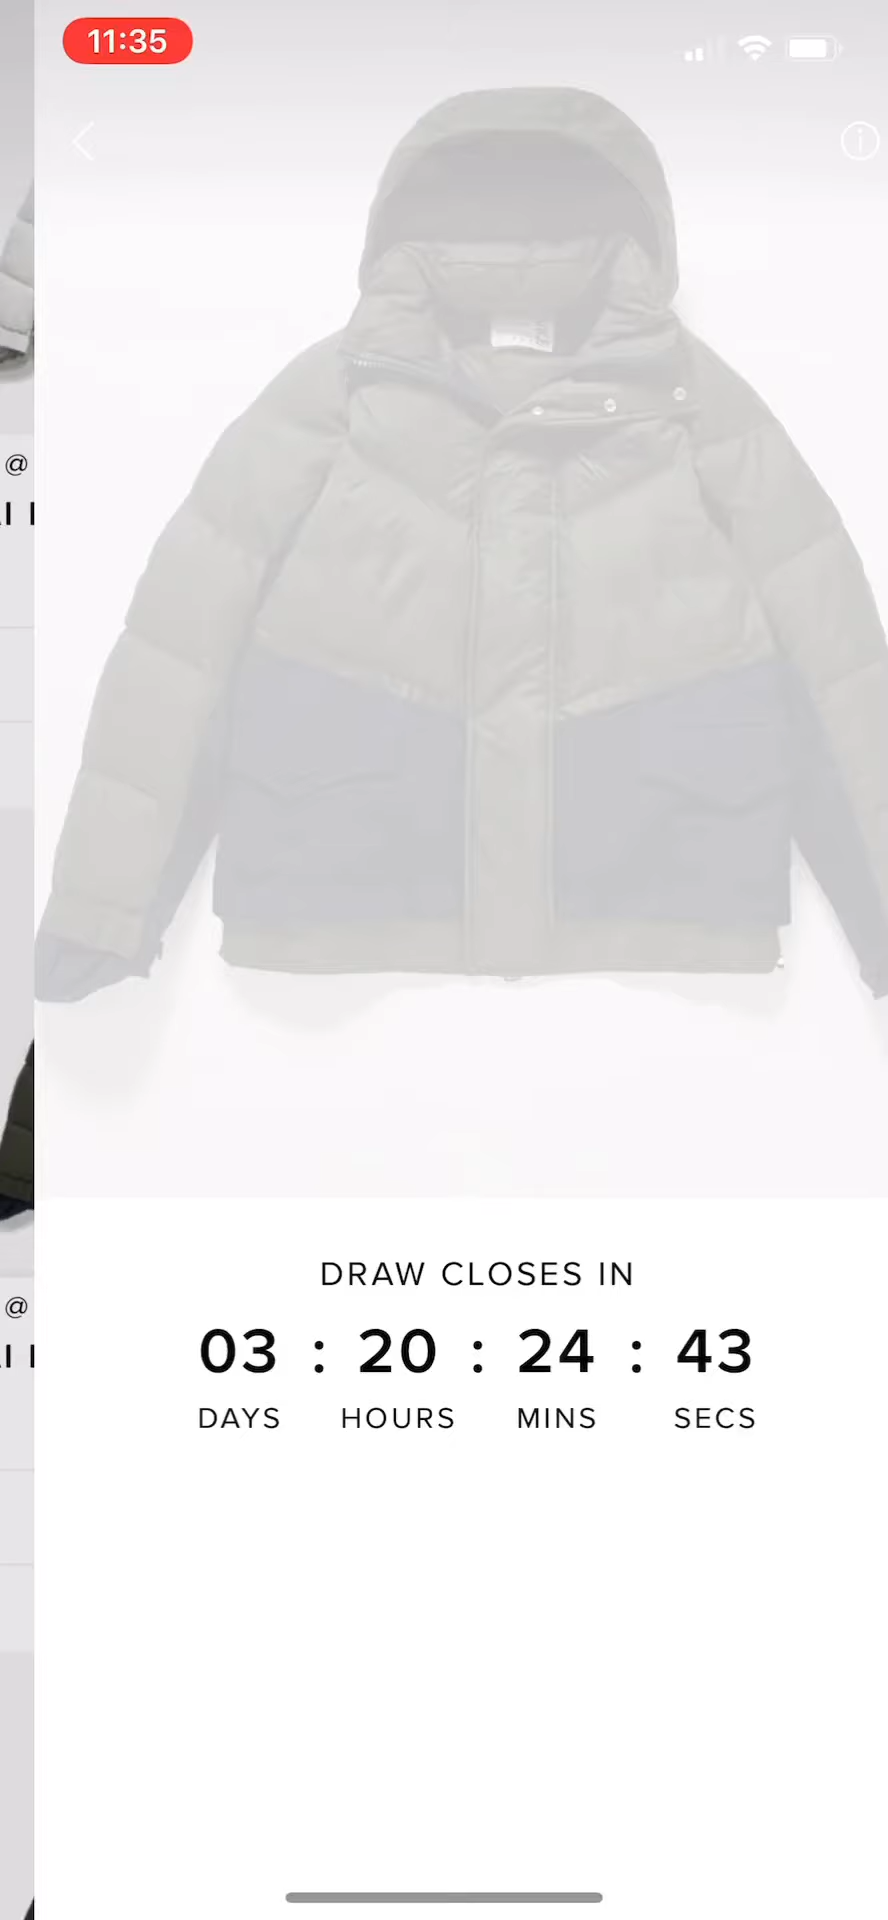 11:35
@
DRAW CLOSES IN
03 : 20 : 24 : 43
DAYS HOURS MINS SECS
@